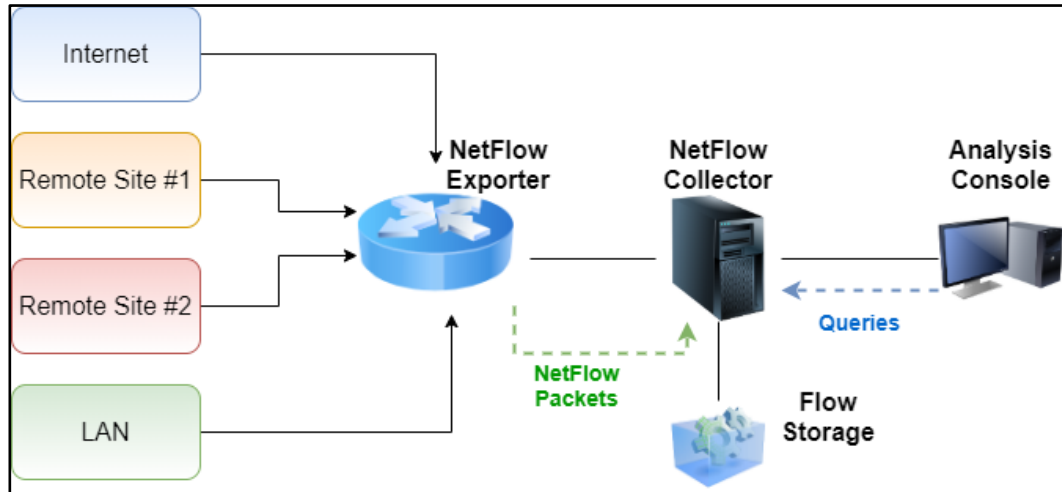 Internet
Remote Site #1
Remote Site #2
LAN
NetFlow
Exporter
NetFlow
Packets
NetFlow
Collector
Queries
Analysis
Console
Flow
Storage